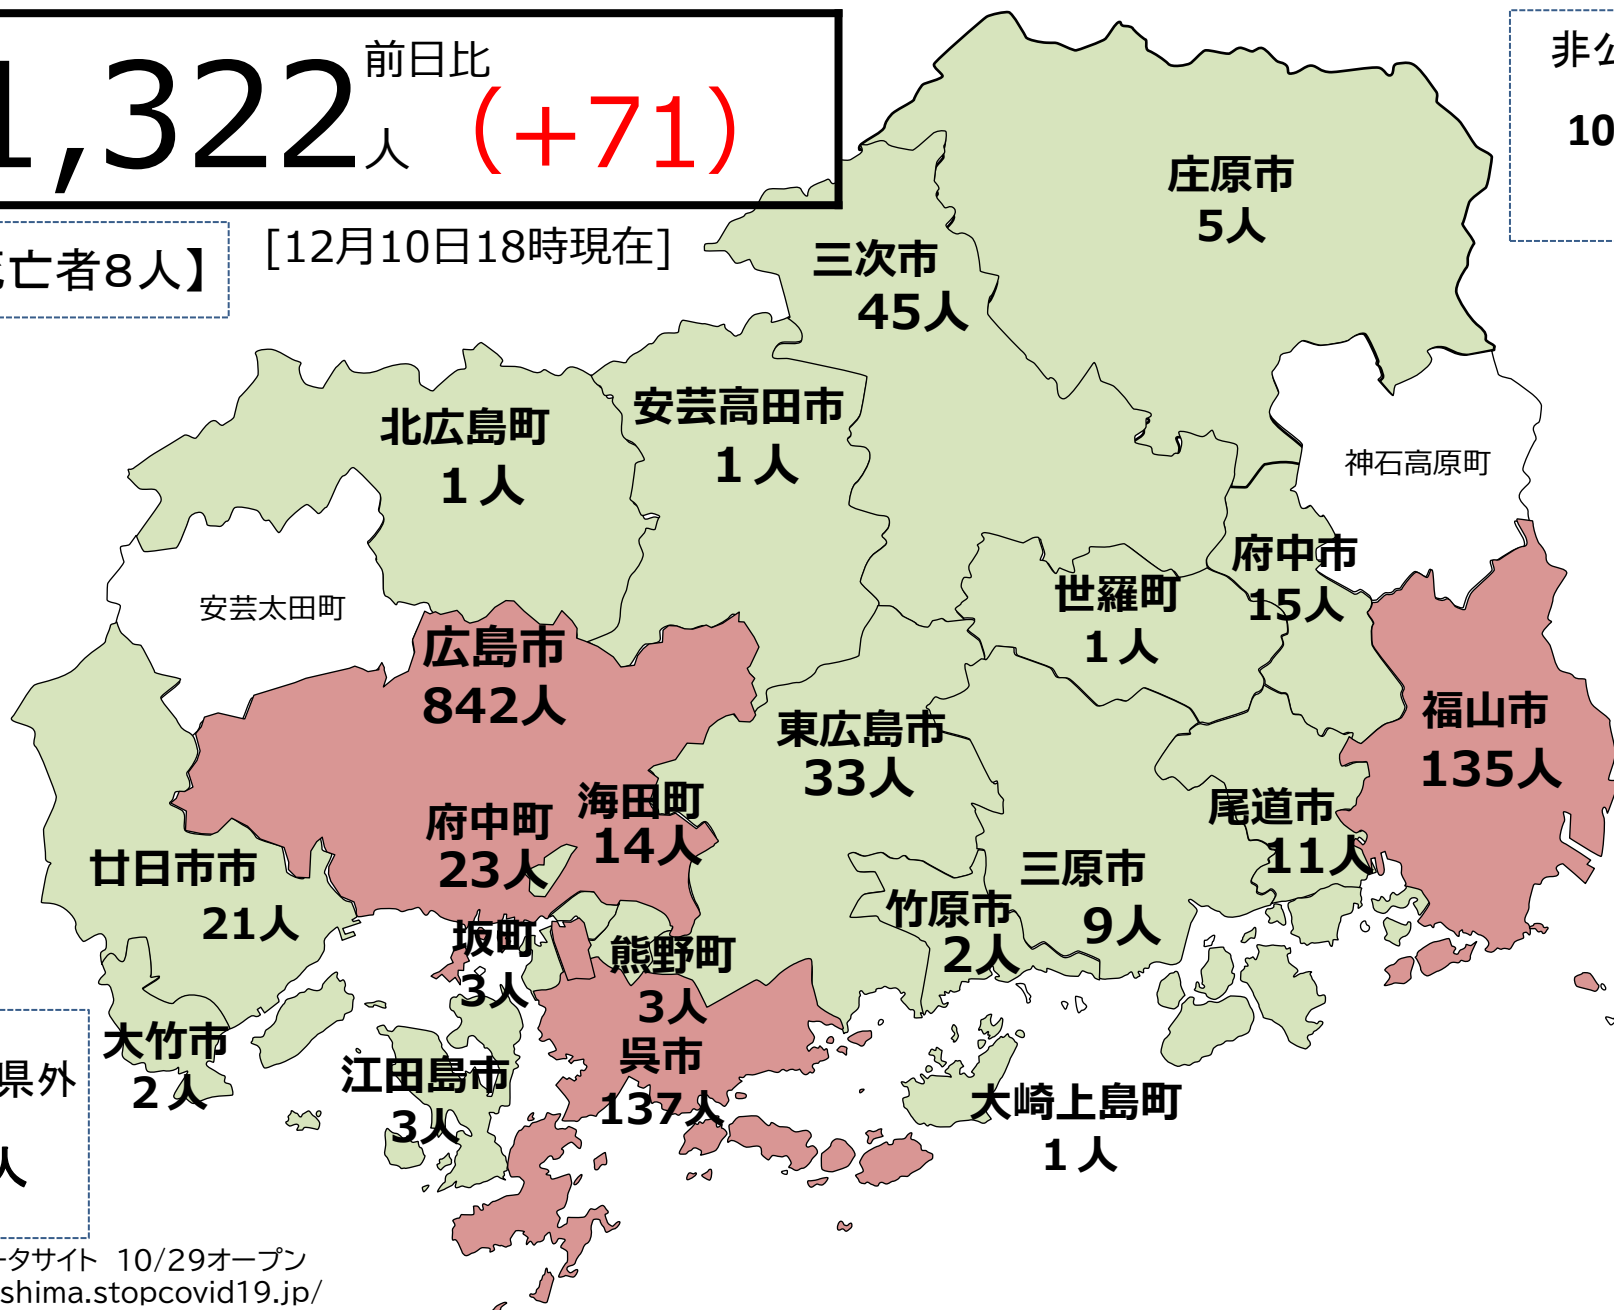 前日比
1,322人 (+71)
死亡者8人】
[12月10日18時現在]
非公
10
庄原市
5人
三次市
45人
安芸高田市
1人
北広島町
1人
神石高原町
府中市
15人
世羅町
1人
安芸太田町
広島市
842人
福山市
135人
東広島市
33人
海田町
14人
府中町
23人
尾道市
11人
三原市
9人
廿日市市
21人
竹原市
2人
坂町
3人
熊野町
3人
大竹市
2人
呉市
137人
江田島市
3人
大崎上島町
1人
県外
人
ータサイト 10/29オープン
shima.stopcovid19.jp/